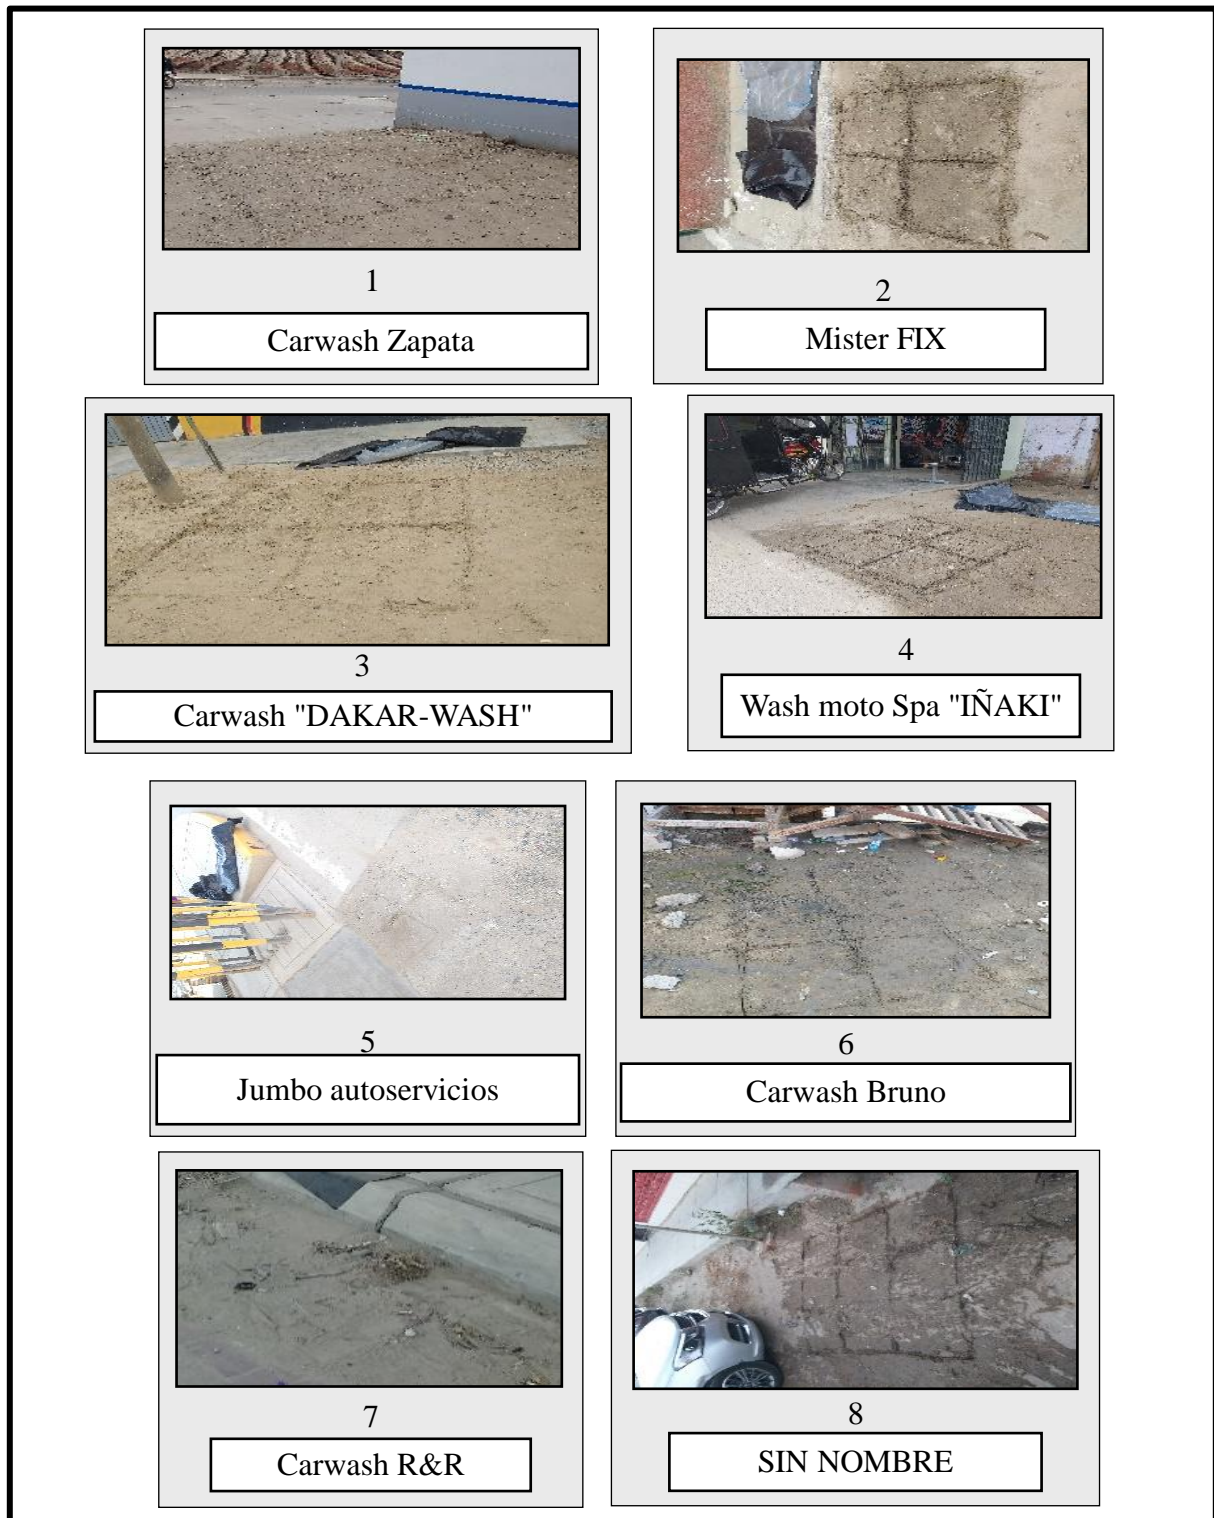 1
Carwash Zapata
2
Mister FIX
3
Carwash "DAKAR-WASH"
4
Wash moto Spa "IÑAKI"
5
Jumbo autoservicios
6
Carwash Bruno
7
Carwash R&R
8
SIN NOMBRE